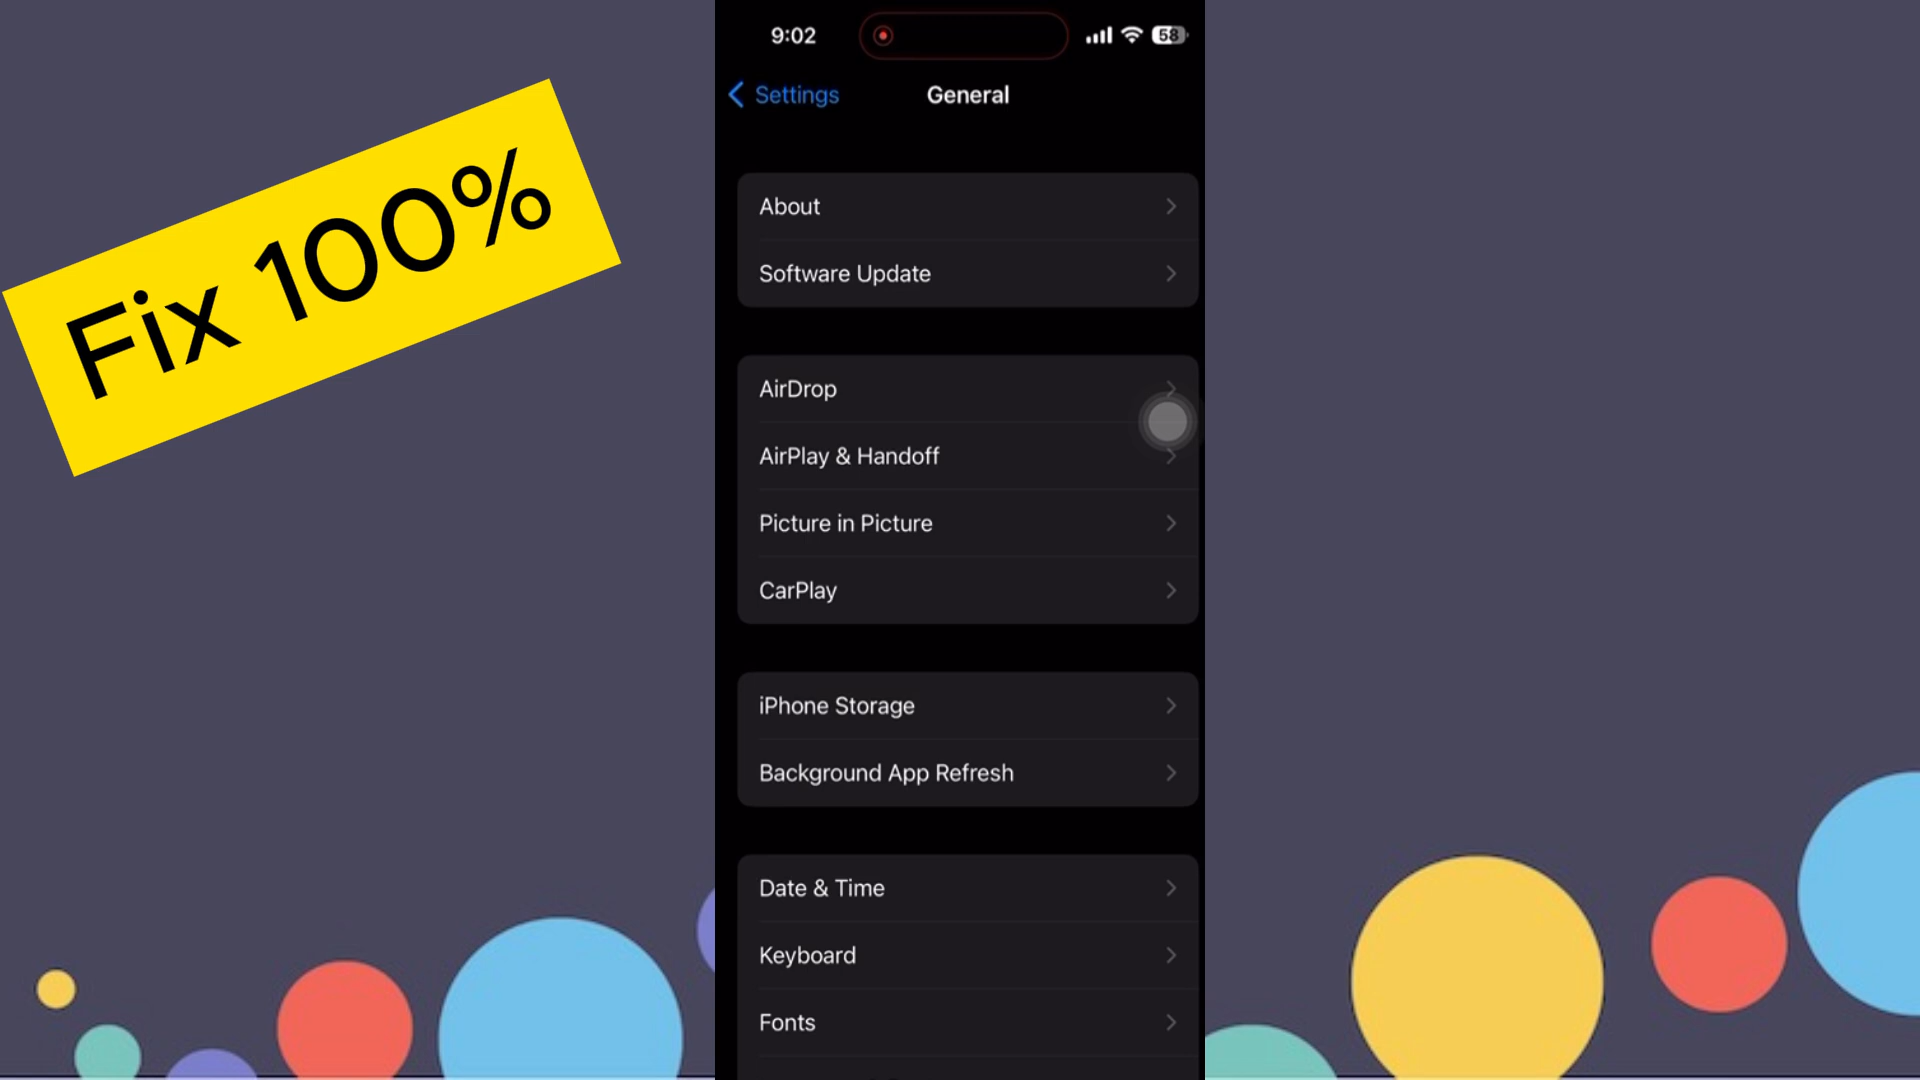 Fix 100%
9:02
58
Settings
General
About
Software Update
AirDrop
AirPlay & Handoff
Picture in Picture
CarPlay
iPhone Storage
Background App Refresh
Date & Time
Keyboard
Fonts